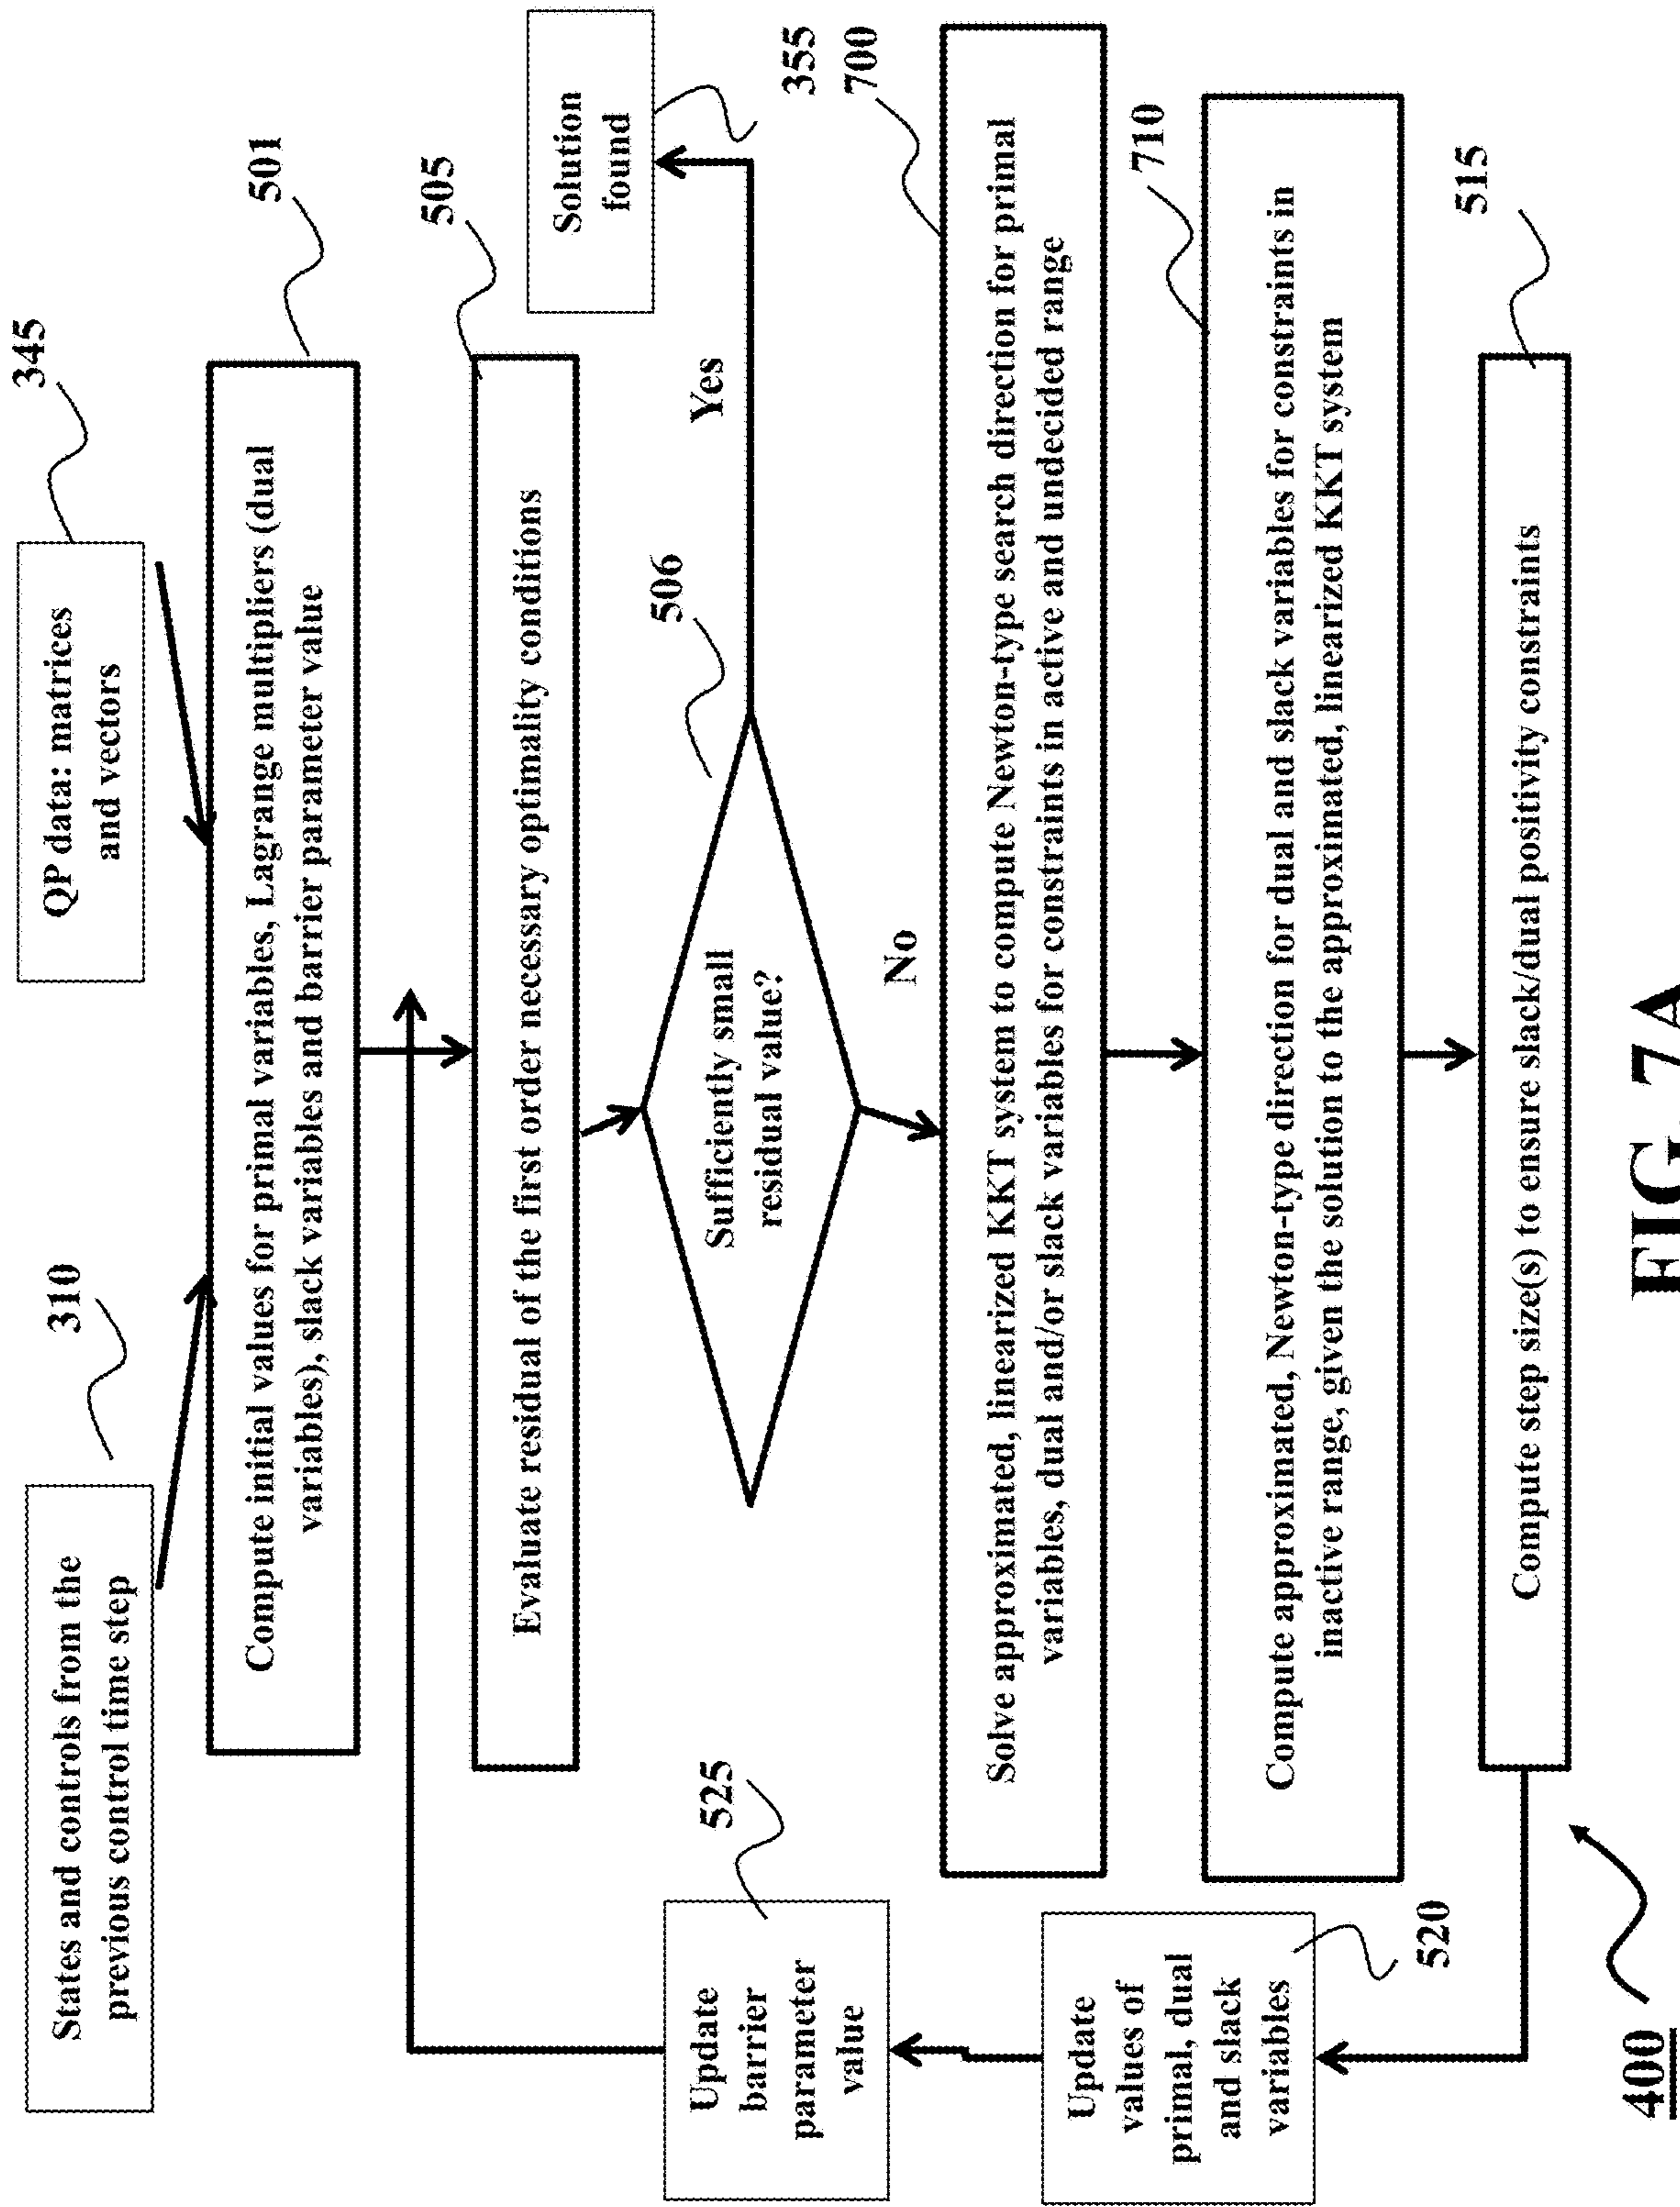 310
States and controls from the
previous control time step
345
QP data: matrices
and vectors
501
Compute initial values for primal variables, Lagrange multipliers (dual
variables), slack variables and barrier parameter value
505
Evaluate residual of the first order necessary optimality conditions
506
Sufficiently small
residual value?
Yes
Solution
found
355
No
700
Solve approximated, linearized KKT system to compute Newton-type search direction for primal
variables, dual and/or slack variables for constraints in active and undecided range
710
Compute approximated, Newton-type direction for dual and slack variables for constraints in
inactive range, given the solution to the approximated, linearized KKT system
515
Compute step size(s) to ensure slack/dual positivity constraints
525
Update
barrier
parameter
value
Update
values of
primal, dual
and slack
variables
520
400
FIG. 7A